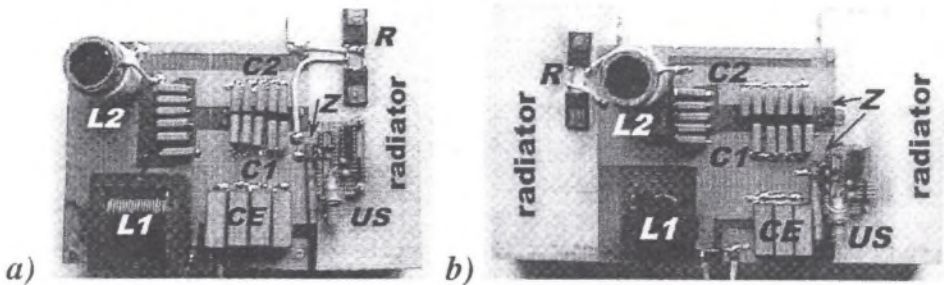 a)
R
C2
Z
L2
radiator
C1
L1
CE
US
b)
R
C2
Z
L2
radiator
radiator
C1
L1
CE
US